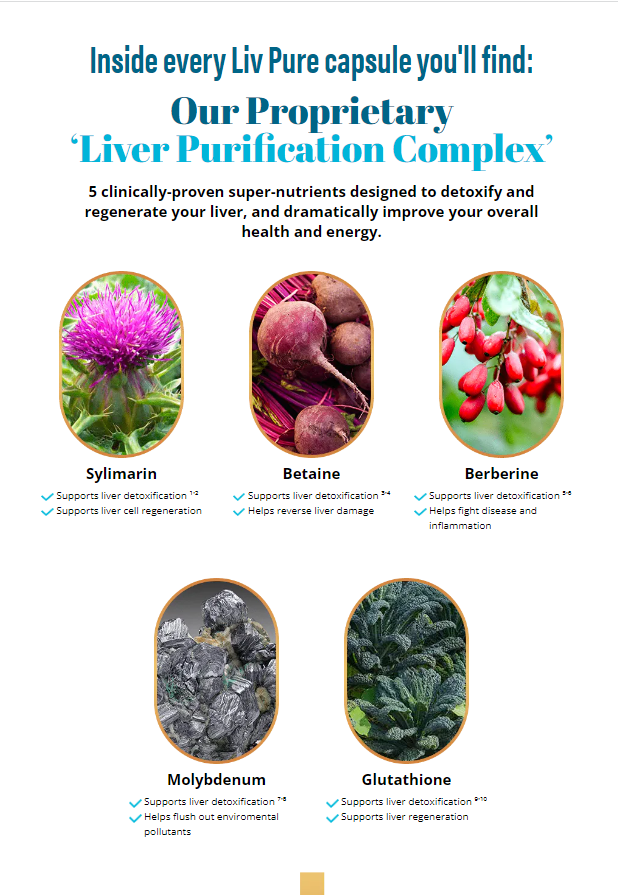 Inside every Liv Pure capsule you'll find:
Our Proprietary
‘Liver Purification Complex’
5 clinically-proven super-nutrients designed to detoxify and
regenerate your liver, and dramatically improve your overall
health and energy.
Sylimarin
Supports liver detoxification ¹⁻²
Supports liver cell regeneration
Betaine
Supports liver detoxification ³⁻⁴
Helps reverse liver damage
Berberine
Supports liver detoxification ⁵⁻⁶
Helps fight disease and
inflammation
Molybdenum
Supports liver detoxification ⁷⁻⁸
Helps flush out enviromental
pollutants
Glutathione
Supports liver detoxification ⁹⁻¹⁰
Supports liver regeneration